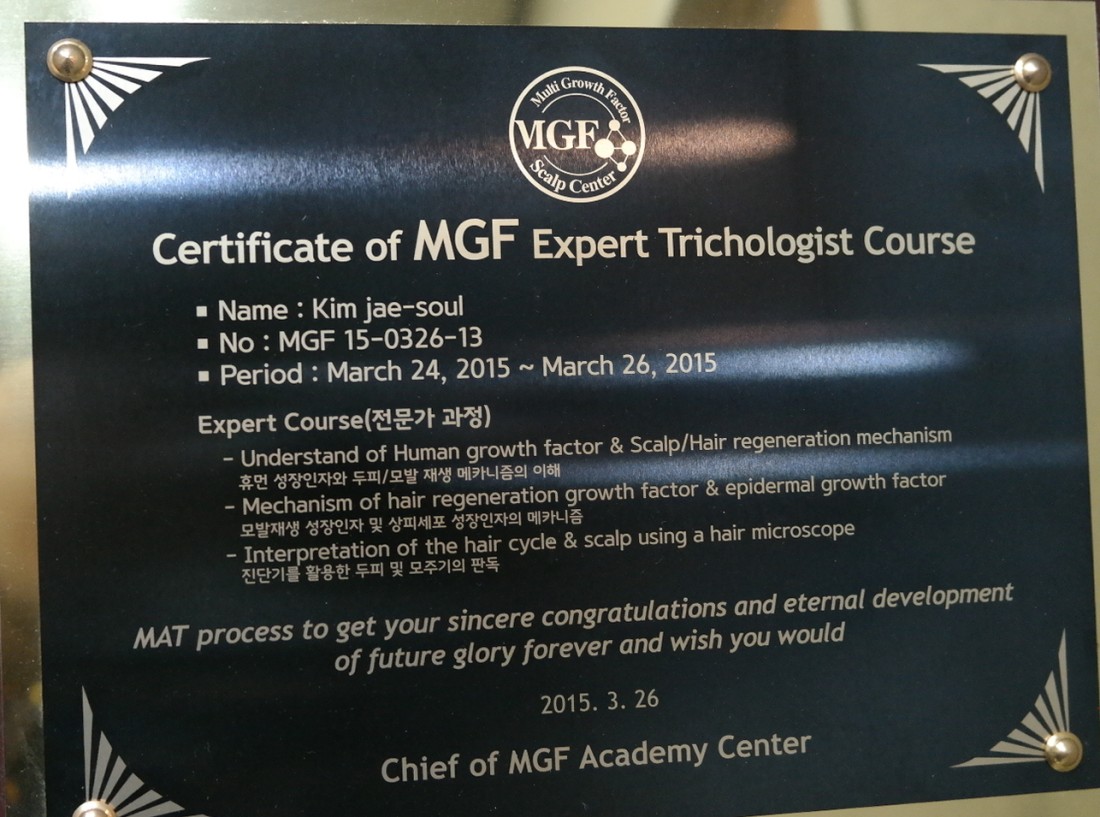 Multi Growth Factor
MGF
Scalp Center
Certificate of MGF Expert Trichologist Course
▪ Name : Kim jae-soul
▪ No : MGF 15-0326-13
▪ Period : March 24, 2015 ~ March 26, 2015
Expert Course(전문가 과정)
- Understand of Human growth factor & Scalp/Hair regeneration mechanism
휴먼 성장인자와 두피/모발 재생 메카니즘의 이해
- Mechanism of hair regeneration growth factor & epidermal growth factor
모발재생 성장인자 및 상피세포 성장인자의 메카니즘
- Interpretation of the hair cycle & scalp using a hair microscope
진단기를 활용한 두피 및 모주기의 판독
MAT process to get your sincere congratulations and eternal development
of future glory forever and wish you would
2015. 3. 26
Chief of MGF Academy Center